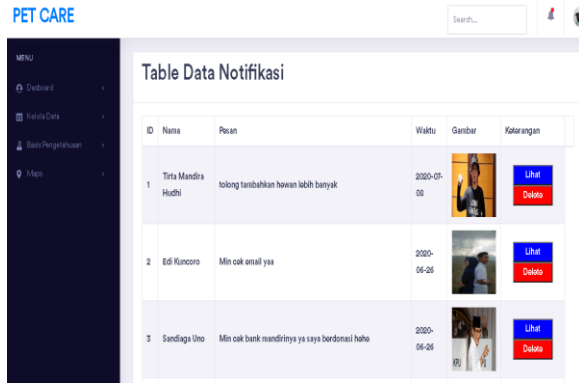 PET CARE
Search...
MENU
Dasboard
Kelola Data
Basis Pengetahuan
Maps
Table Data Notifikasi
ID Nama Pesan Waktu Gambar Keterangan
1 Tirta Mandira Hudhi tolong tambahkan hewan lebih banyak 2020-07- Lihat Delete
2 Edi Kuncoro Min cek email yaa 2020-06-26 Lihat Delete
3 Sandiaga Uno Min cek bank mandirinya ya saya berdonasi hehe 2020-06-26 Lihat Delete
KPU